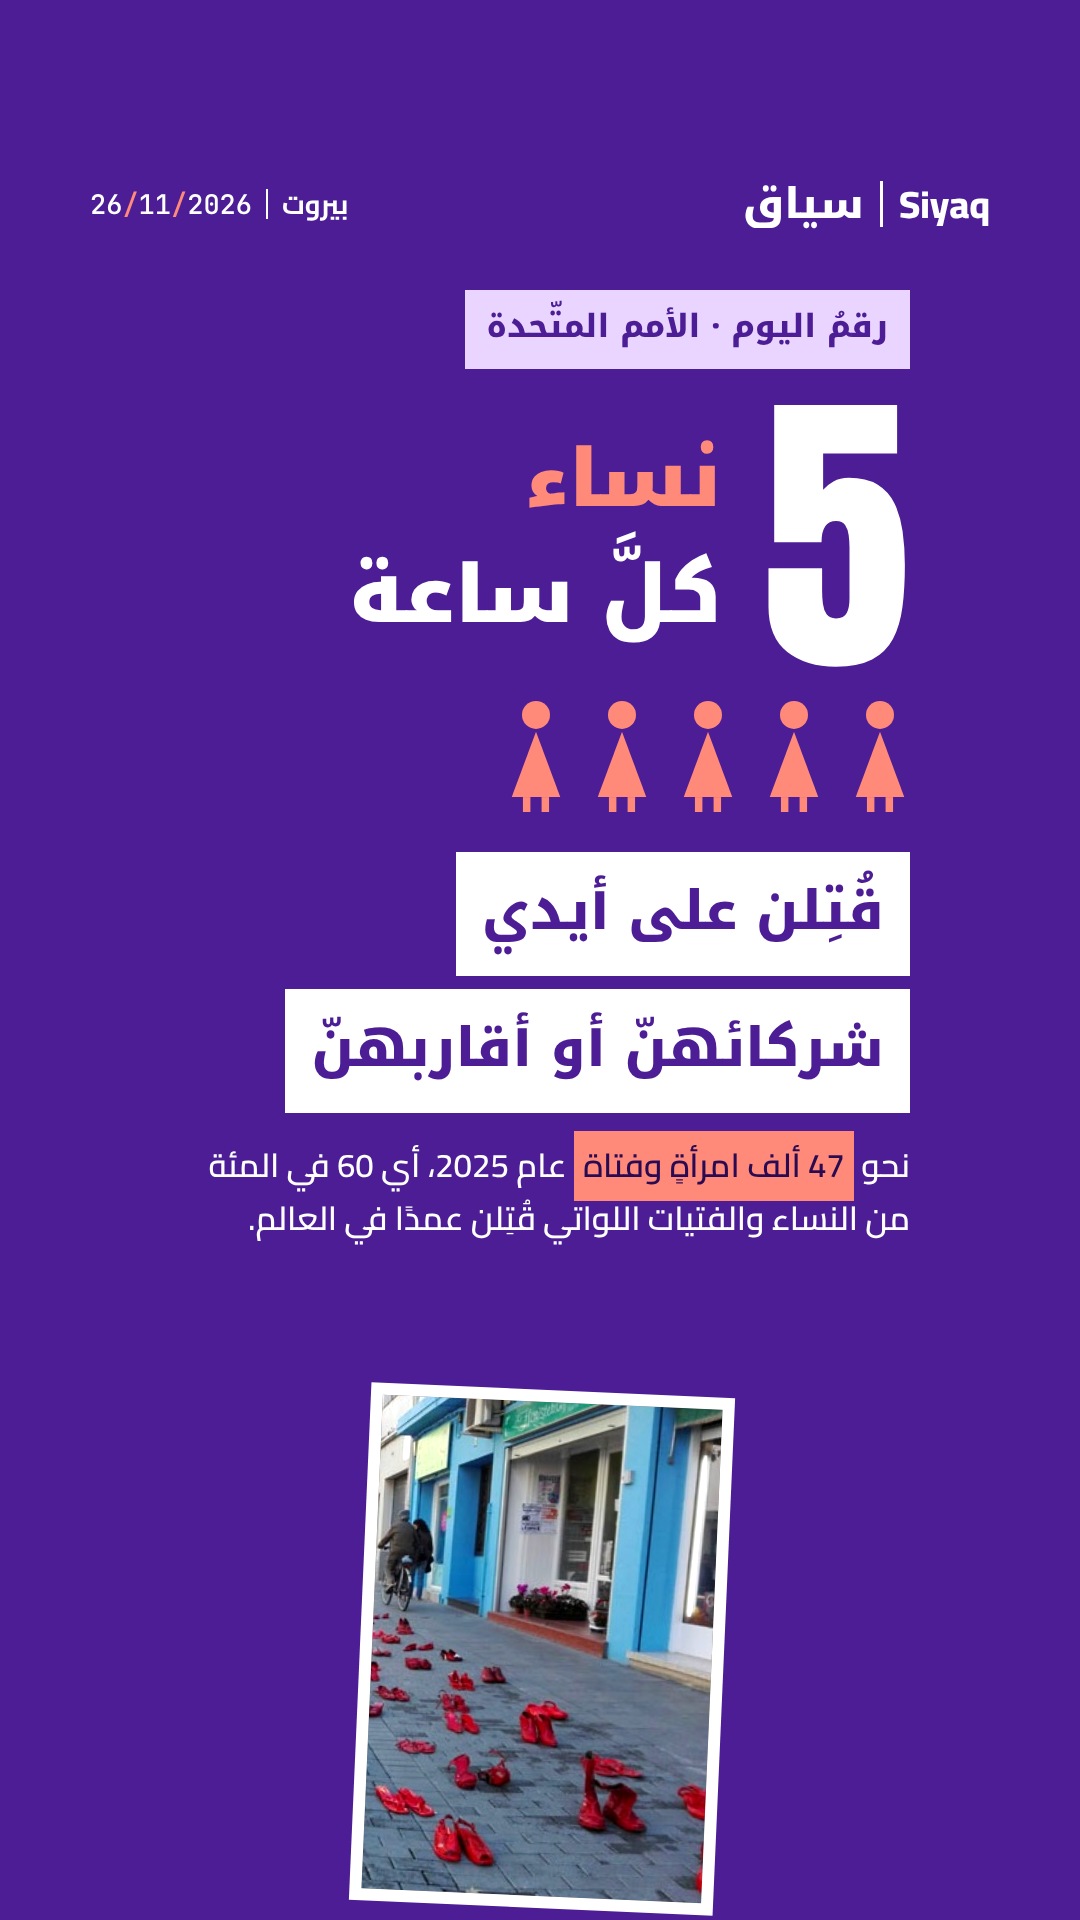 Siyaq | سياق
بيروت | 26/11/2026
رقمُ اليوم · الأمم المتّحدة
5 نساء
كلَّ ساعة
قُتِلن على أيدي
شركائهنّ أو أقاربهنّ
نحو 47 ألف امرأةٍ وفتاة عام 2025، أي 60 في المئة
من النساء والفتيات اللواتي قُتِلن عمدًا في العالم.